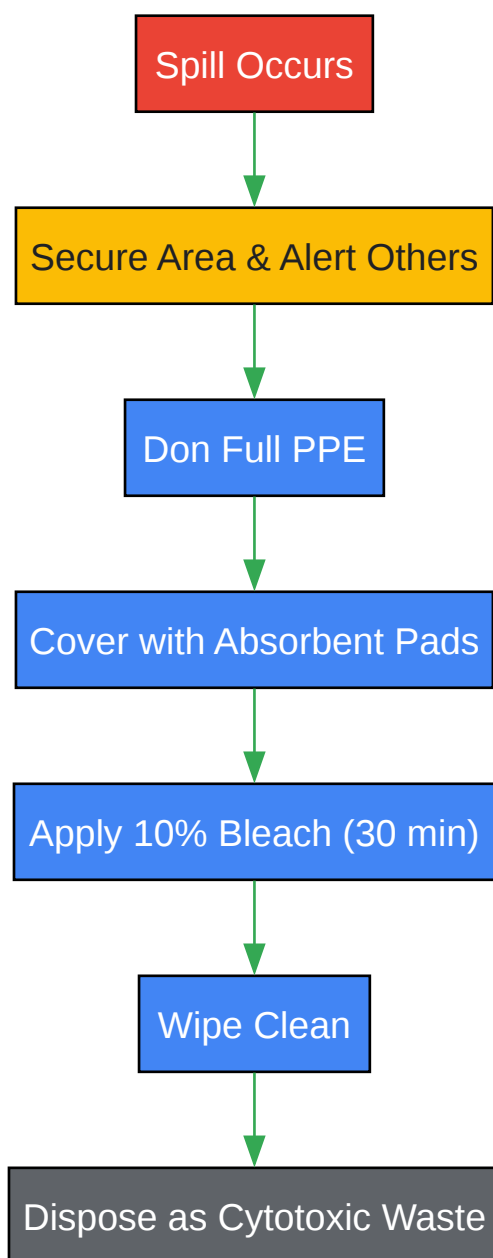 Spill Occurs
Secure Area & Alert Others
Don Full PPE
Cover with Absorbent Pads
Apply 10% Bleach (30 min)
Wipe Clean
Dispose as Cytotoxic Waste